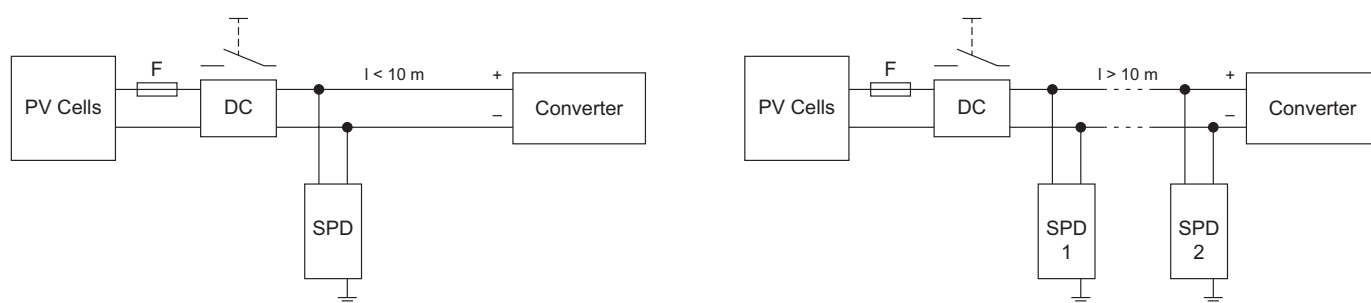 F
l < 10 m
+
PV Cells
DC
Converter
–
SPD
F
l > 10 m
+
PV Cells
DC
Converter
–
SPD
1
SPD
2